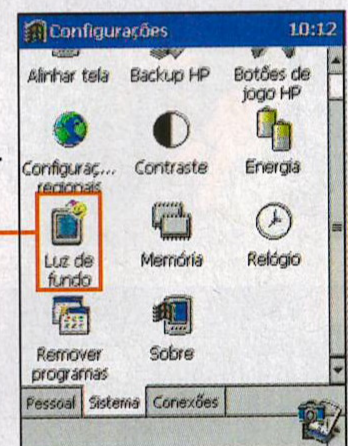 Configurações 10:12
Alinhar tela Backup HP Botões de
jogo HP
Configuraç... Contraste Energia
regionais
Luz de Memória Relógio
fundo
Remover Sobre
programas
Pessoal Sistema Conexões